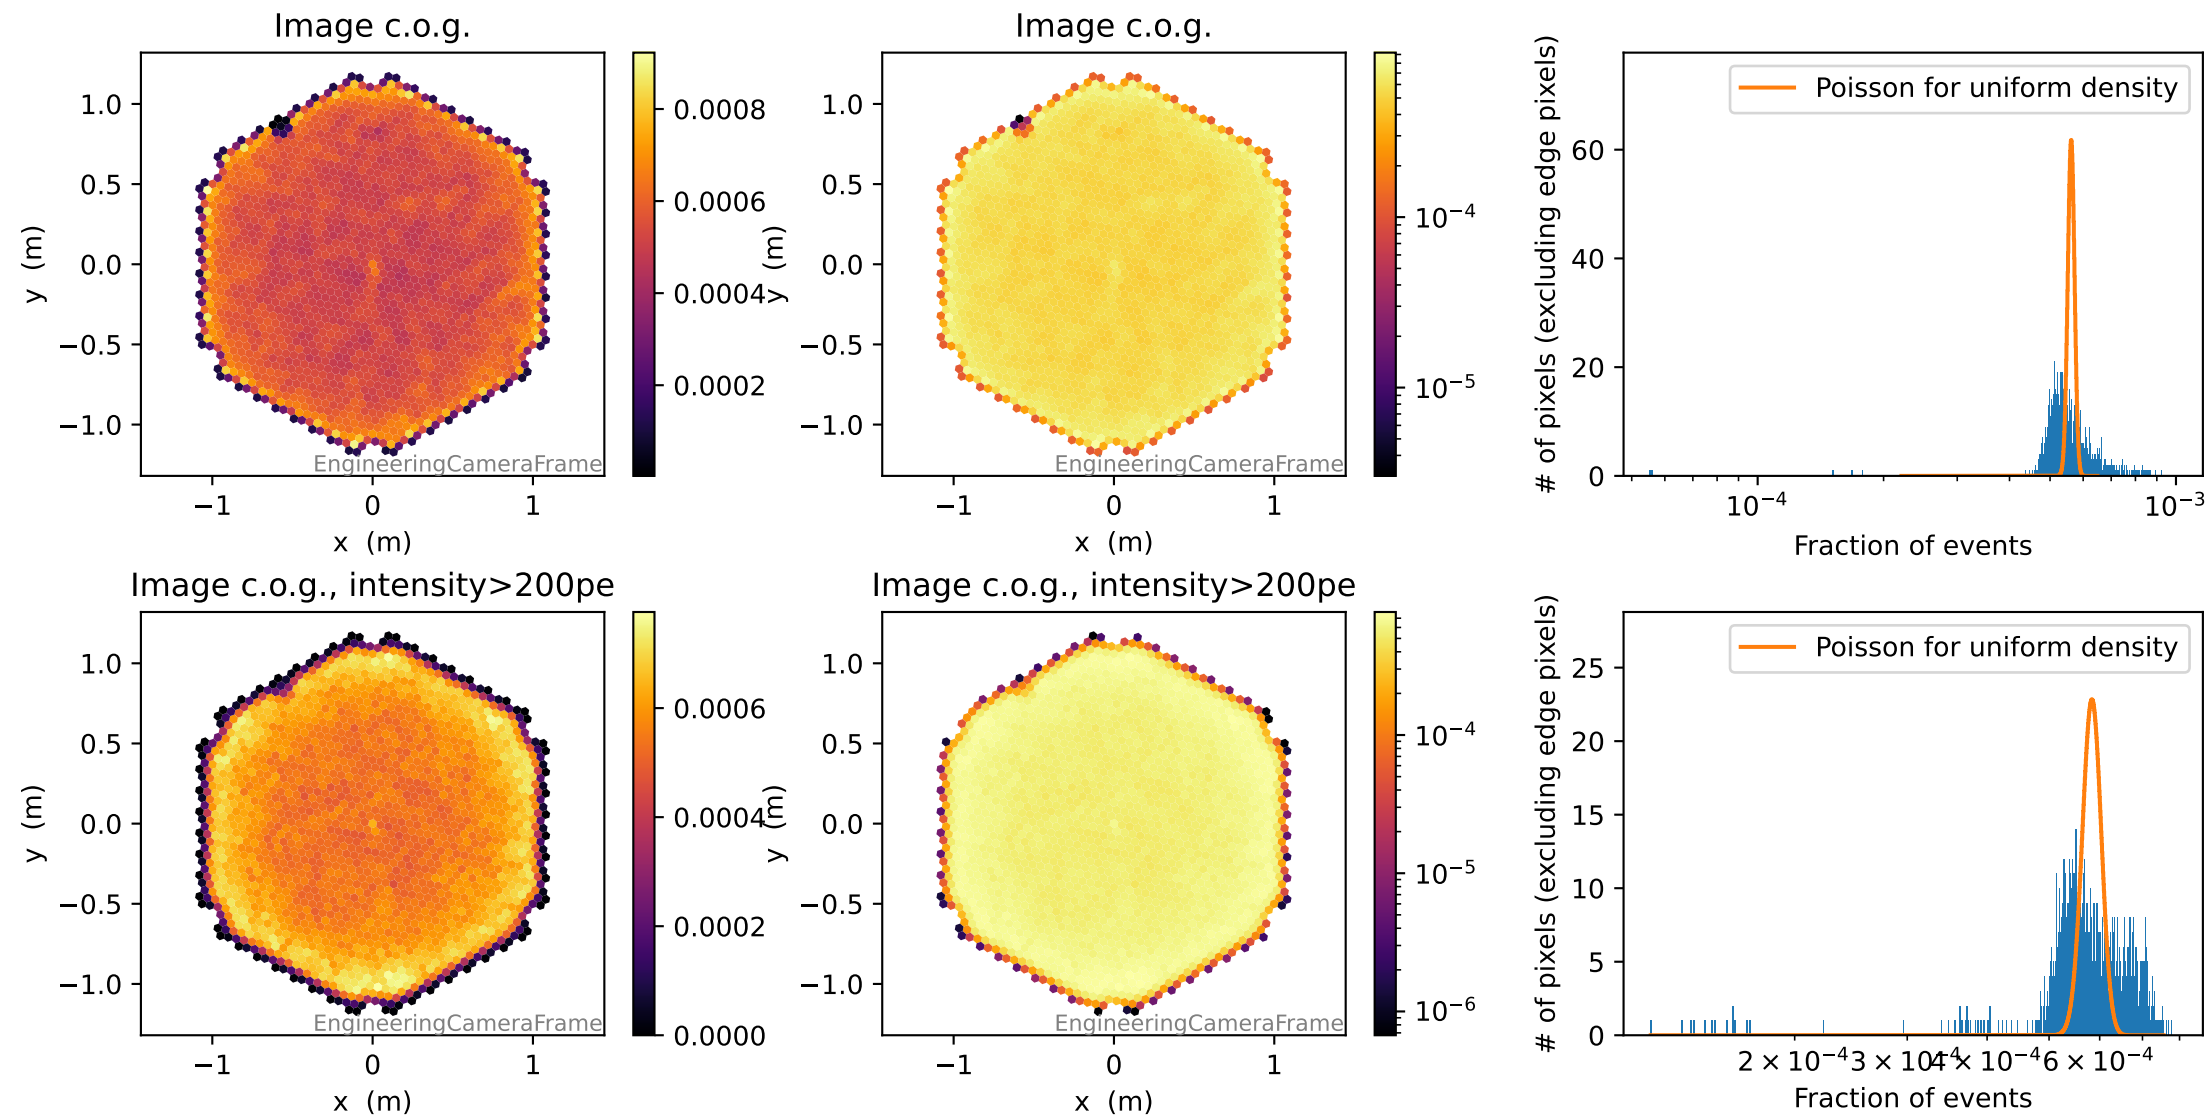 Image c.o.g.
1.0
0.5
0.0
−0.5
−1.0
y (m)
−1
0
1
x (m)
EngineeringCameraFrame
0.0008
0.0006
0.0004
0.0002
Image c.o.g.
1.0
0.5
0.0
−0.5
−1.0
y (m)
−1
0
1
x (m)
EngineeringCameraFrame
10⁻⁴
10⁻⁵
# of pixels (excluding edge pixels)
60
40
20
0
Poisson for uniform density
10⁻⁴
10⁻³
Fraction of events
Image c.o.g., intensity>200pe
1.0
0.5
0.0
−0.5
−1.0
y (m)
−1
0
1
x (m)
EngineeringCameraFrame
0.0006
0.0004
0.0002
0.0000
Image c.o.g., intensity>200pe
1.0
0.5
0.0
−0.5
−1.0
y (m)
−1
0
1
x (m)
EngineeringCameraFrame
10⁻⁴
10⁻⁵
10⁻⁶
# of pixels (excluding edge pixels)
25
20
15
10
5
0
Poisson for uniform density
2 × 10⁻⁴
3 × 10⁻⁴
4 × 10⁻⁴
6 × 10⁻⁴
Fraction of events